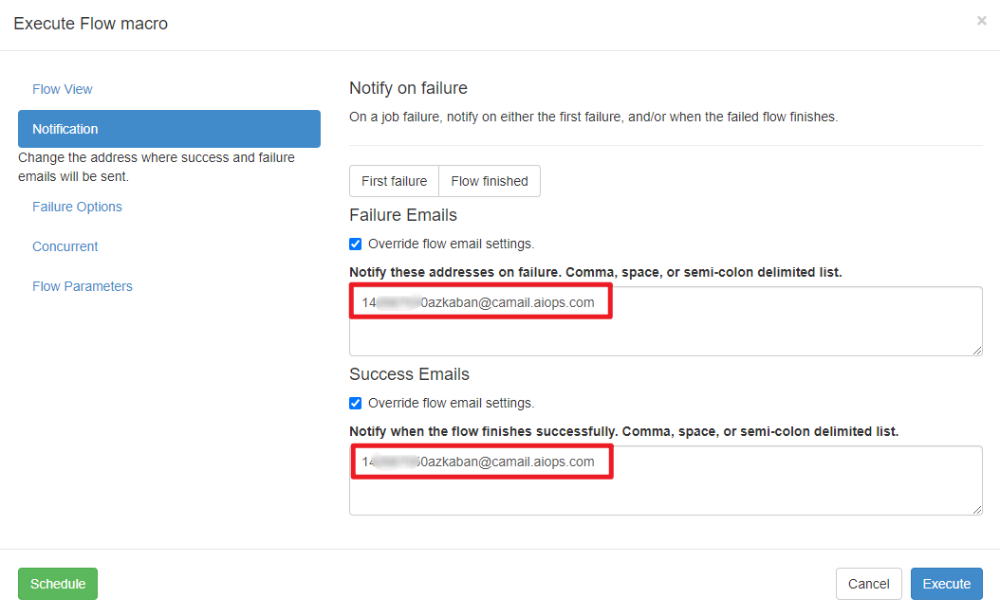 Execute Flow macro
×
Flow View
Notification
Change the address where success and failure
emails will be sent.
Failure Options
Concurrent
Flow Parameters
Notify on failure
On a job failure, notify on either the first failure, and/or when the failed flow finishes.
First failure
Flow finished
Failure Emails
Override flow email settings.
Notify these addresses on failure. Comma, space, or semi-colon delimited list.
14 0azkaban@camail.aiops.com
Success Emails
Override flow email settings.
Notify when the flow finishes successfully. Comma, space, or semi-colon delimited list.
14 0azkaban@camail.aiops.com
Schedule
Cancel
Execute